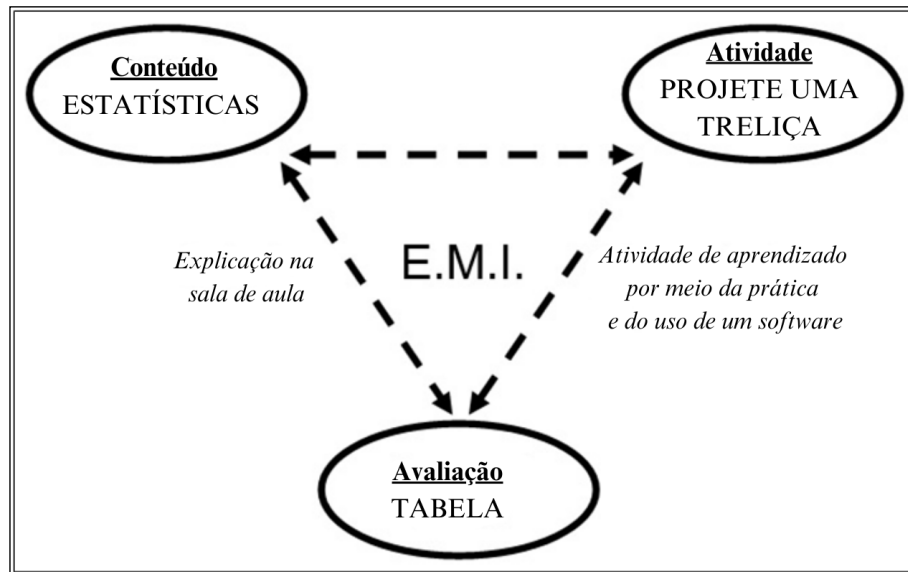 Conteúdo
ESTATÍSTICAS
Atividade
PROJETE UMA
TRELIÇA
Explicação na
sala de aula
E.M.I.
Atividade de aprendizado
por meio da prática
e do uso de um software
Avaliação
TABELA